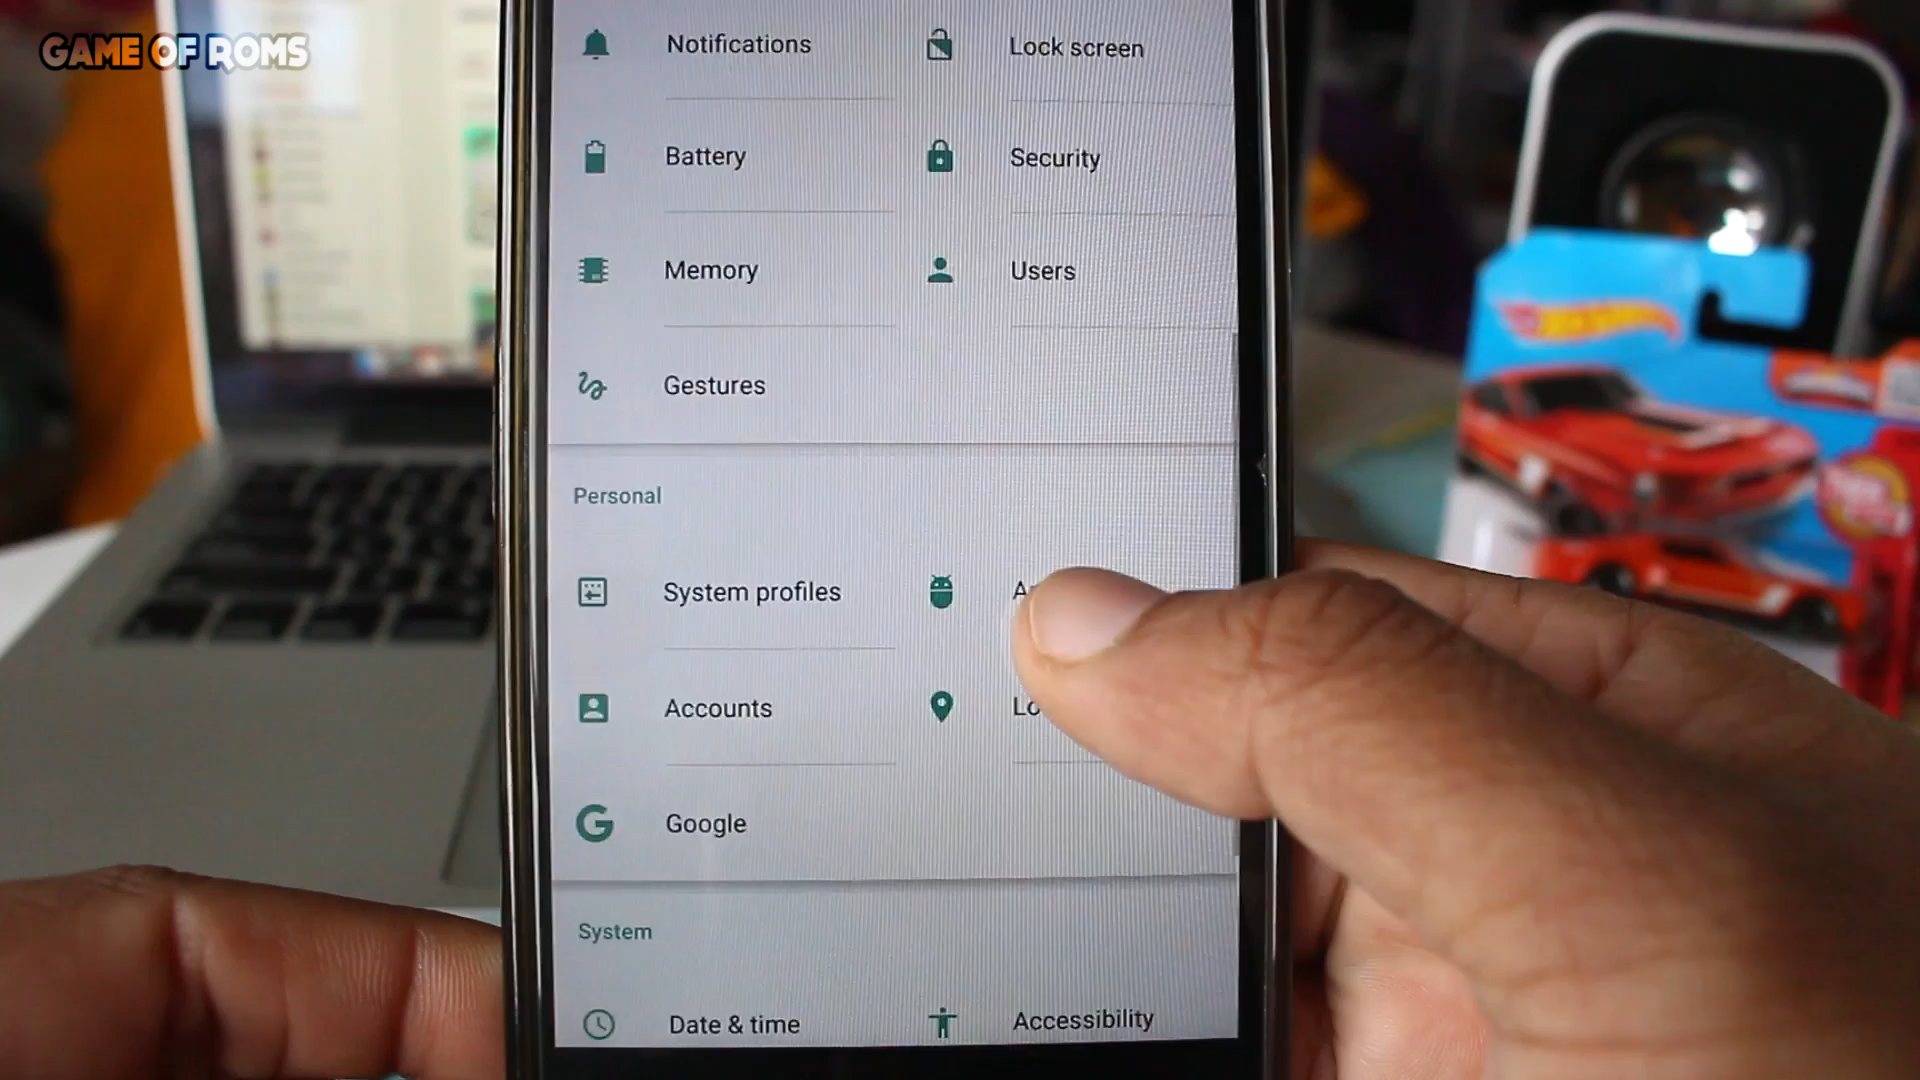 GAME OF ROMS
Notifications
Lock screen
Battery
Security
Memory
Users
Gestures
Personal
System profiles
Accounts
Google
System
Date & time
Accessibility